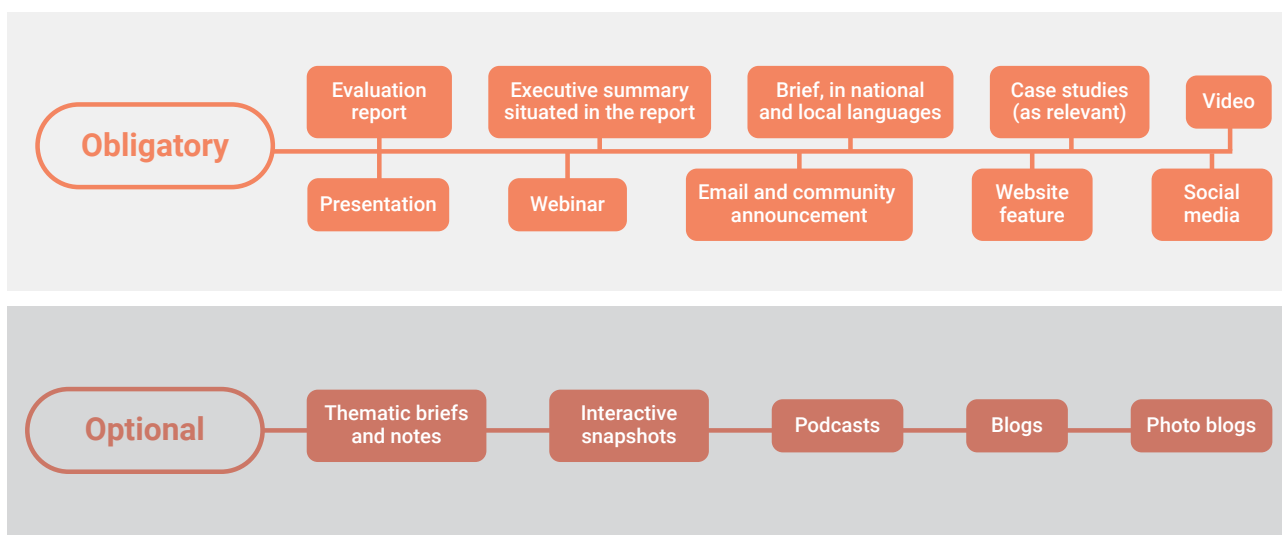 Obligatory
Evaluation
report
Executive summary
situated in the report
Brief, in national
and local languages
Case studies
(as relevant)
Video
Presentation
Webinar
Email and community
announcement
Website
feature
Social
media
Optional
Thematic briefs
and notes
Interactive
snapshots
Podcasts
Blogs
Photo blogs